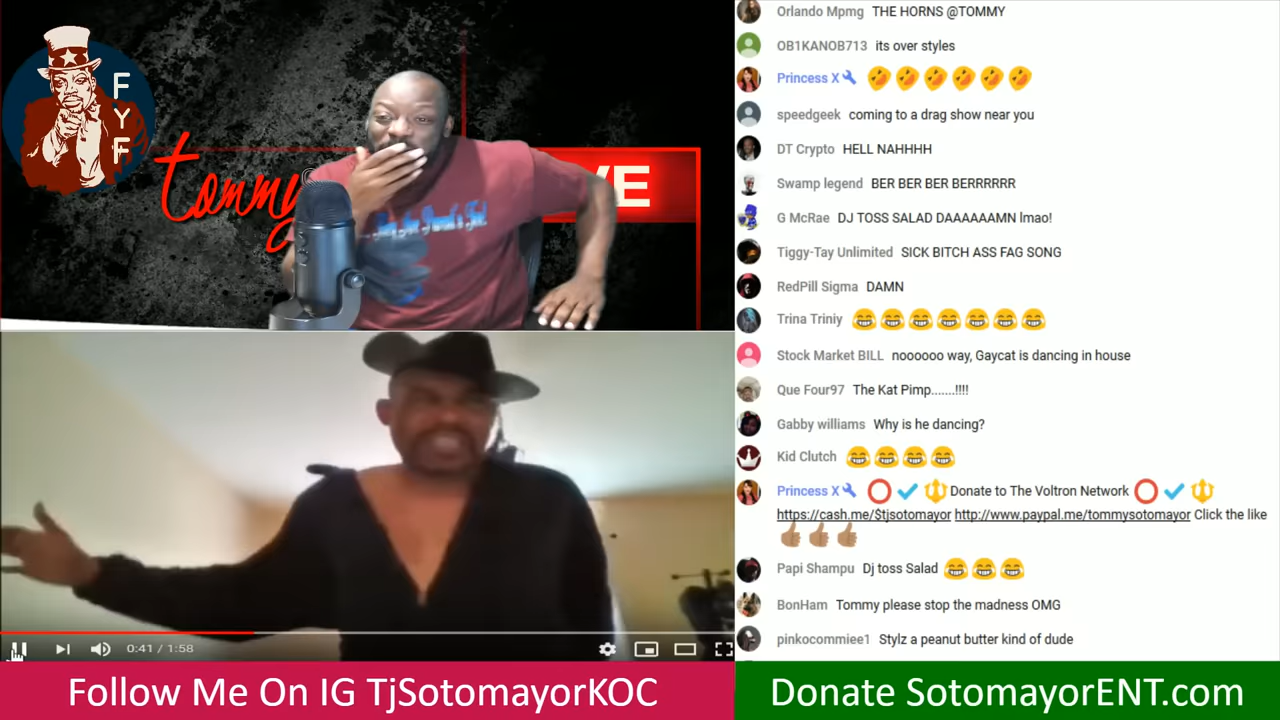 F
Y
F
tommy
VE
0:41 / 1:58
Follow Me On IG TjSotomayorKOC
Orlando Mpmg THE HORNS @TOMMY
OB1KANOB713 its over styles
Princess X
speedgeek coming to a drag show near you
DT Crypto HELL NAHHHH
Swamp legend BER BER BER BERRRRRR
G McRae DJ TOSS SALAD DAAAAAAMN lmao!
Tiggy-Tay Unlimited SICK BITCH ASS FAG SONG
RedPill Sigma DAMN
Trina Triniy 😂😂😂😂😂😂😂
Stock Market BILL noooooo way, Gaycat is dancing in house
Que Four97 The Kat Pimp.......!!!!
Gabby williams Why is he dancing?
Kid Clutch 😂😂😂😂
Princess X ⭕✔🔱Donate to The Voltron Network⭕✔🔱
https://cash.me/$tjsotomayor http://www.paypal.me/tommysotomayor Click the like
👍🏽👍🏽👍🏽
Papi Shampu Dj toss Salad 😂😂😂
BonHam Tommy please stop the madness OMG
pinkocommiee1 Stylz a peanut butter kind of dude
Donate SotomayorENT.com